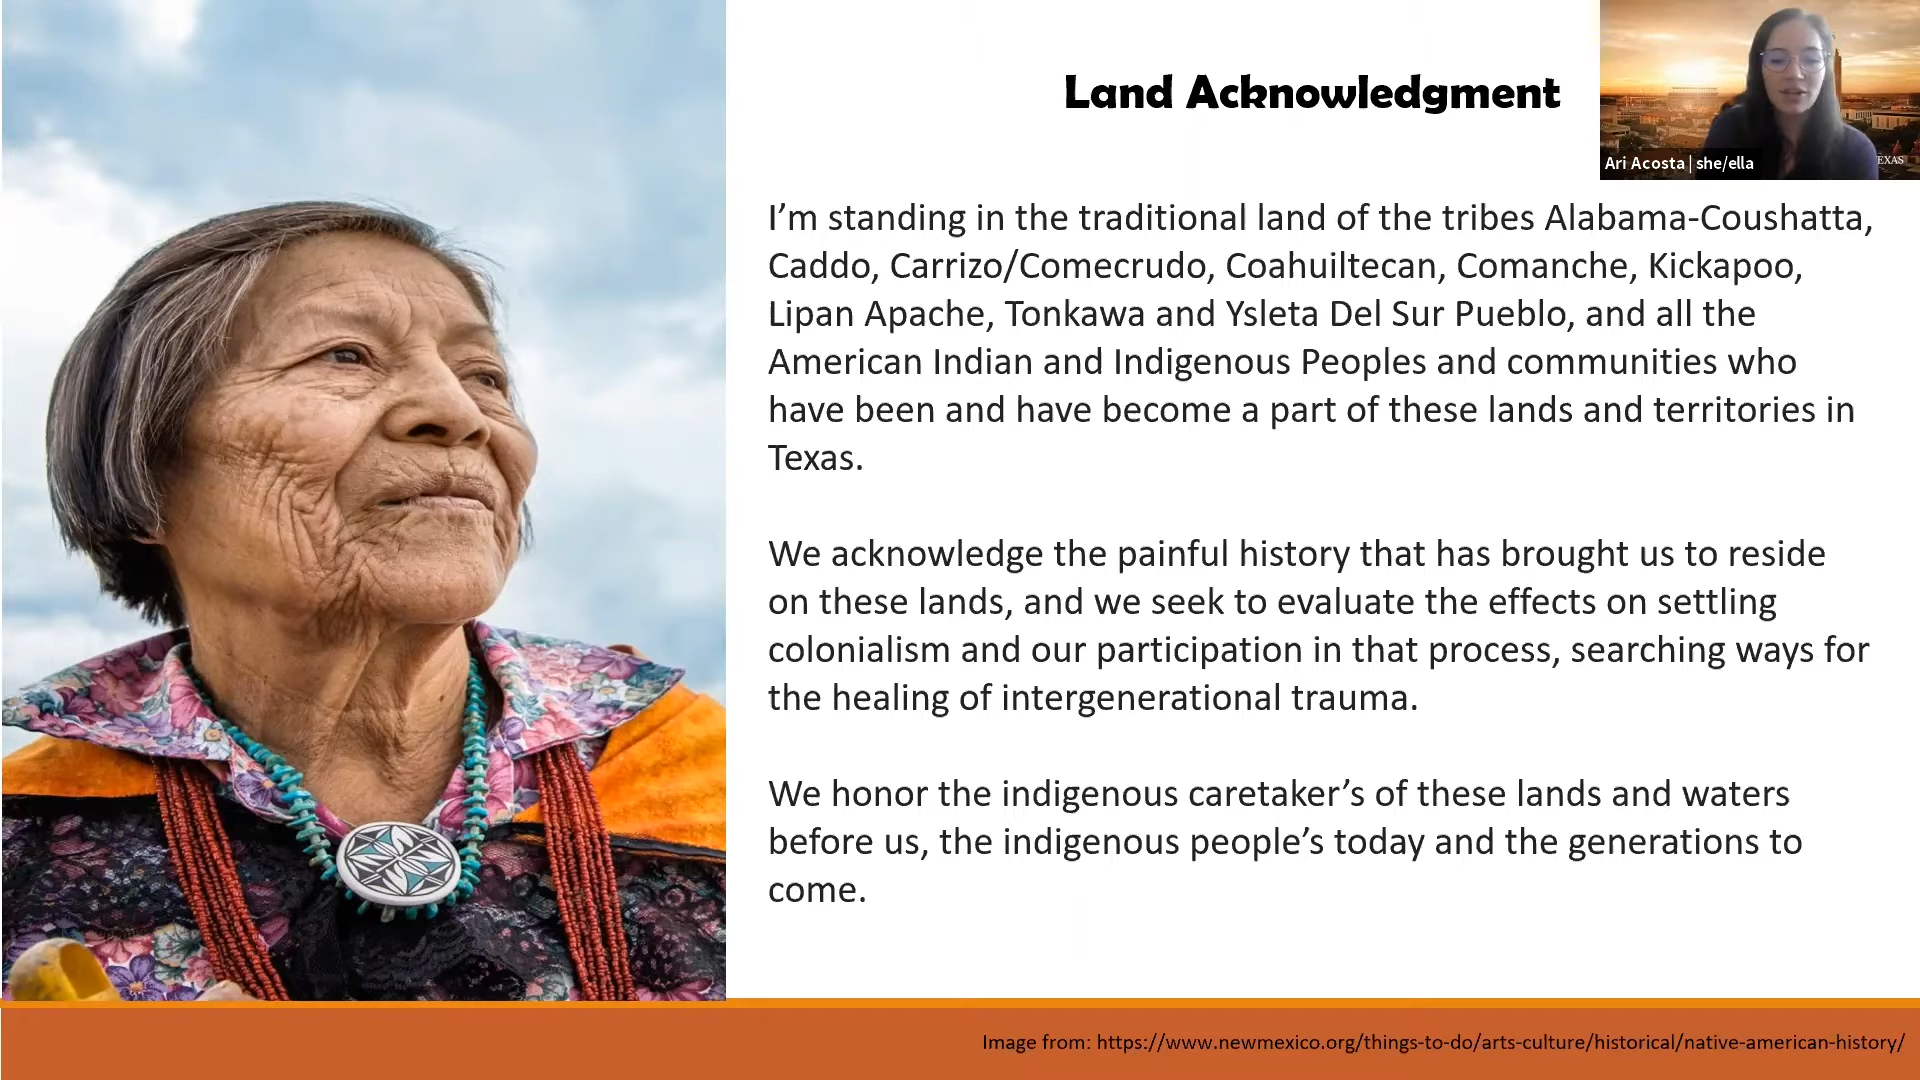 Land Acknowledgment
Ari Acosta | she/ella
EXAS
I'm standing in the traditional land of the tribes Alabama-Coushatta,
Caddo, Carrizo/Comecrudo, Coahuiltecan, Comanche, Kickapoo,
Lipan Apache, Tonkawa and Ysleta Del Sur Pueblo, and all the
American Indian and Indigenous Peoples and communities who
have been and have become a part of these lands and territories in
Texas.
We acknowledge the painful history that has brought us to reside
on these lands, and we seek to evaluate the effects on settling
colonialism and our participation in that process, searching ways for
the healing of intergenerational trauma.
We honor the indigenous caretaker's of these lands and waters
before us, the indigenous people's today and the generations to
come.
Image from: https://www.newmexico.org/things-to-do/arts-culture/historical/native-american-history/